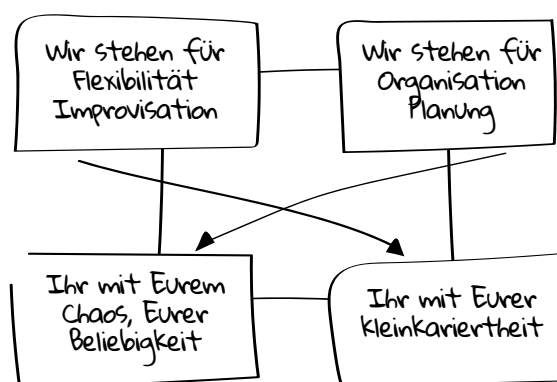 Wir stehen für
Flexibilität
Improvisation
Wir stehen für
Organisation
Planung
Ihr mit Eurem
Chaos, Eurer
Beliebigkeit
Ihr mit Eurer
Kleinkariertheit